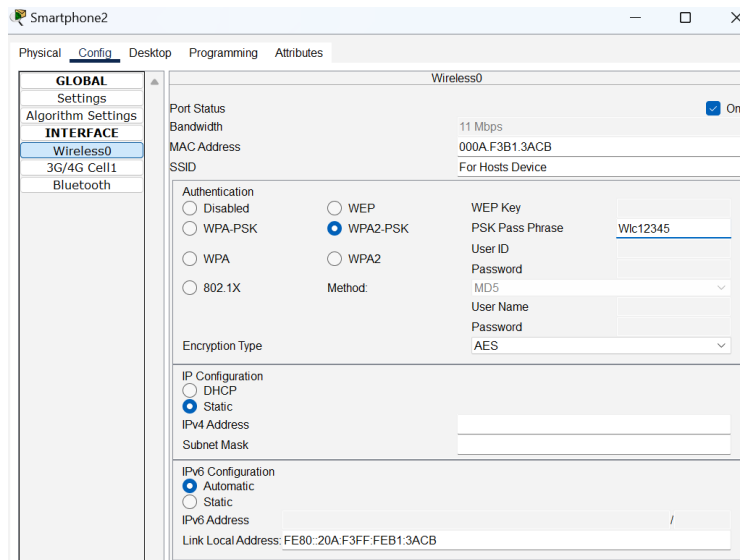 Smartphone2
Physical Config Desktop Programming Attributes
GLOBAL
Settings
Algorithm Settings
INTERFACE
Wireless0
3G/4G Cell1
Bluetooth
Wireless0
Port Status On
Bandwidth 11 Mbps
MAC Address 000A.F3B1.3ACB
SSID For Hosts Device
Authentication
Disabled WEP WEP Key
WPA-PSK WPA2-PSK PSK Pass Phrase Wlc12345
User ID
WPA WPA2
Password
802.1X Method: MD5
User Name
Password
Encryption Type AES
IP Configuration
DHCP
Static
IPv4 Address
Subnet Mask
IPv6 Configuration
Automatic
Static
IPv6 Address /
Link Local Address: FE80::20A:F3FF:FEB1:3ACB